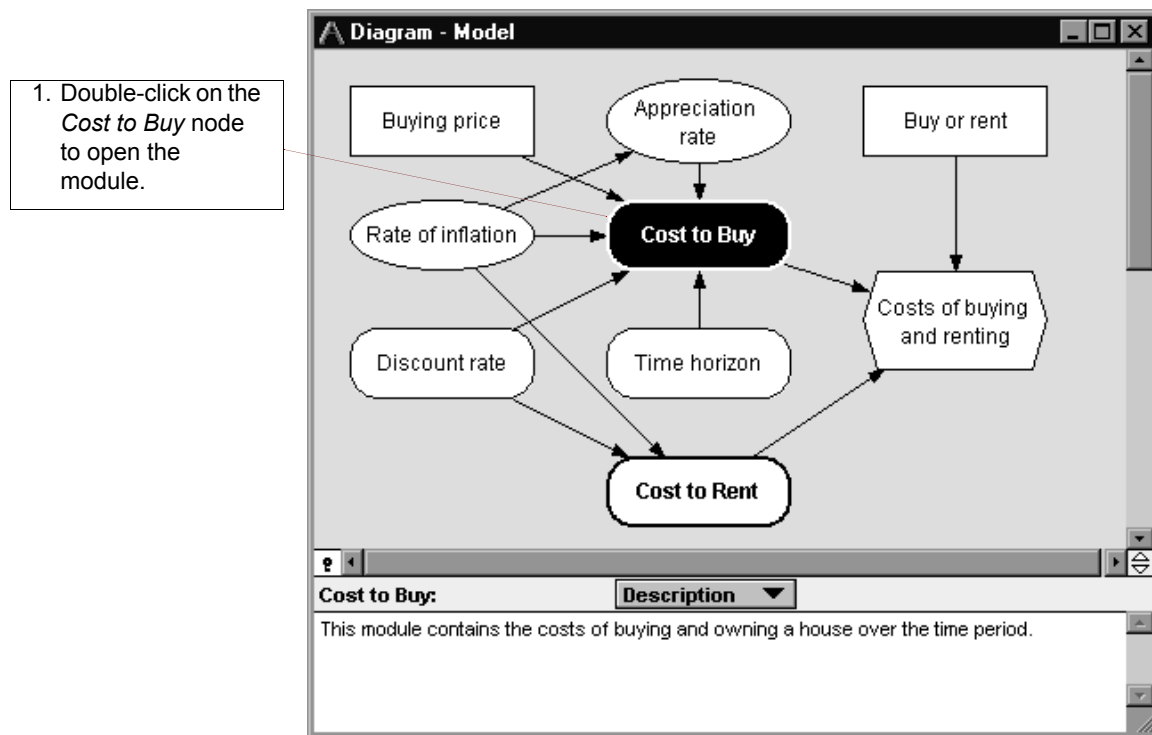 Diagram - Model
1. Double-click on the
Cost to Buy node
to open the
module.
Buying price
Appreciation
rate
Buy or rent
Rate of inflation
Cost to Buy
Costs of buying
and renting
Discount rate
Time horizon
Cost to Rent
Cost to Buy:
Description
This module contains the costs of buying and owning a house over the time period.